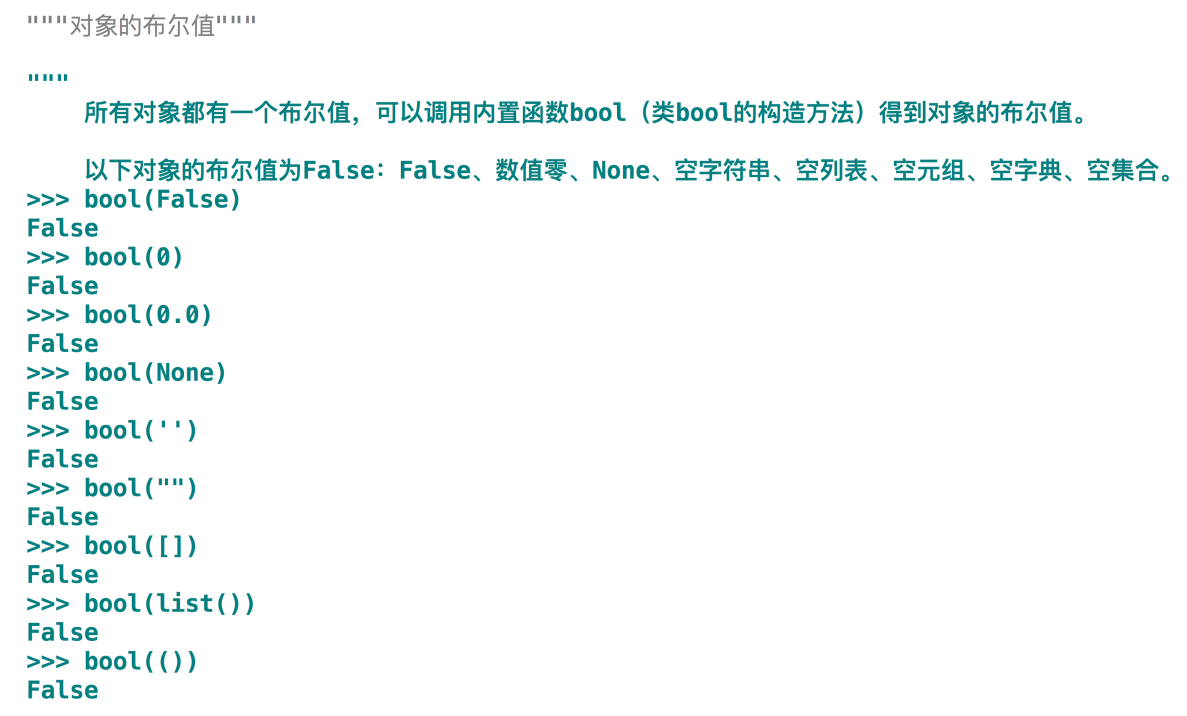 """对象的布尔值"""
"""
所有对象都有一个布尔值，可以调用内置函数bool（类bool的构造方法）得到对象的布尔值。
以下对象的布尔值为False：False、数值零、None、空字符串、空列表、空元组、空字典、空集合。
>>> bool(False)
False
>>> bool(0)
False
>>> bool(0.0)
False
>>> bool(None)
False
>>> bool('')
False
>>> bool("")
False
>>> bool([])
False
>>> bool(list())
False
>>> bool(())
False